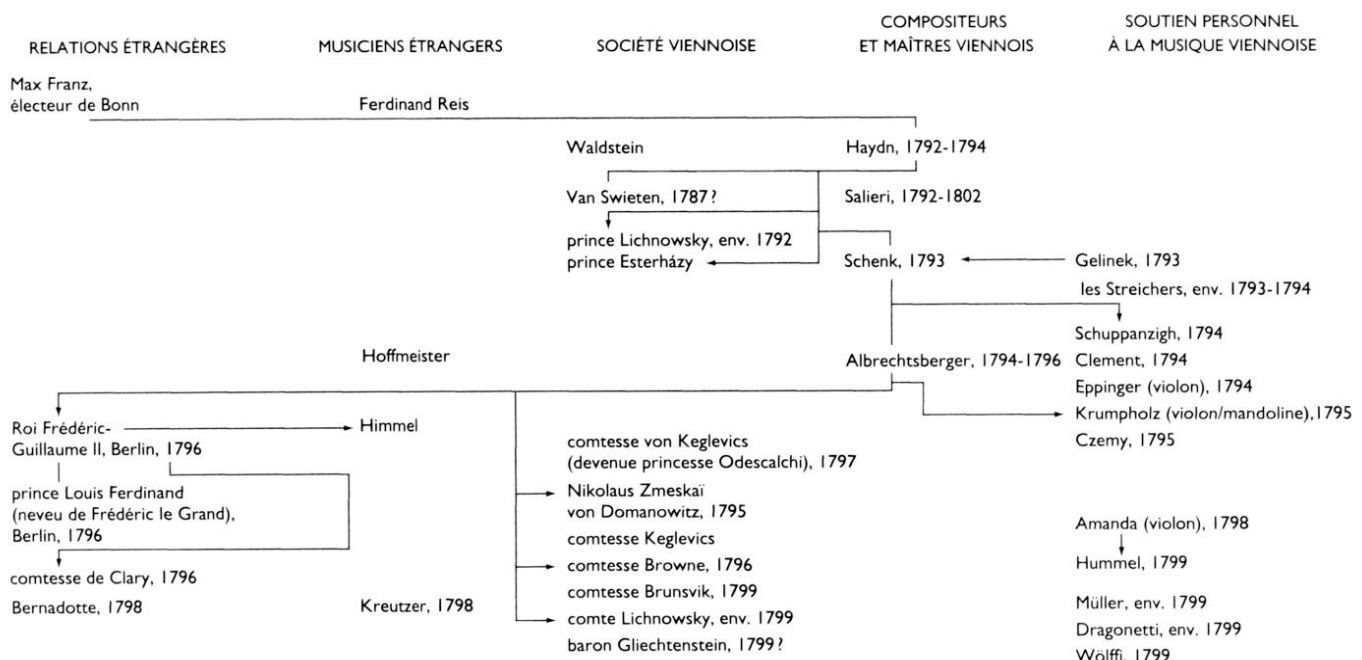 RELATIONS ÉTRANGÈRES
MUSICIENS ÉTRANGERS
SOCIÉTÉ VIENNOISE
COMPOSITEURS
ET MAÎTRES VIENNOIS
SOUTIEN PERSONNEL
À LA MUSIQUE VIENNOISE
Max Franz,
électeur de Bonn
Ferdinand Reis
Waldstein
Haydn, 1792-1794
Van Swieten, 1787 ?
Salieri, 1792-1802
prince Lichnowsky, env. 1792
prince Esterházy
Schenk, 1793
Gelinek, 1793
les Streichers, env. 1793-1794
Schuppanzigh, 1794
Hoffmeister
Albrechtsberger, 1794-1796
Clement, 1794
Eppinger (violon), 1794
Krumpholz (violon/mandoline),1795
Czemy, 1795
Roi Frédéric-
Guillaume II, Berlin, 1796
Himmel
comtesse von Keglevics
(devenue princesse Odescalchi), 1797
prince Louis Ferdinand
(neveu de Frédéric le Grand),
Berlin, 1796
Nikolaus Zmeskaï
von Domanowitz, 1795
Amanda (violon), 1798
comtesse Keglevics
comtesse de Clary, 1796
comtesse Browne, 1796
Hummel, 1799
Bernadotte, 1798
Kreutzer, 1798
comtesse Brunsvik, 1799
comte Lichnowsky, env. 1799
baron Gliechtenstein, 1799 ?
Müller, env. 1799
Dragonetti, env. 1799
Wölffi, 1799